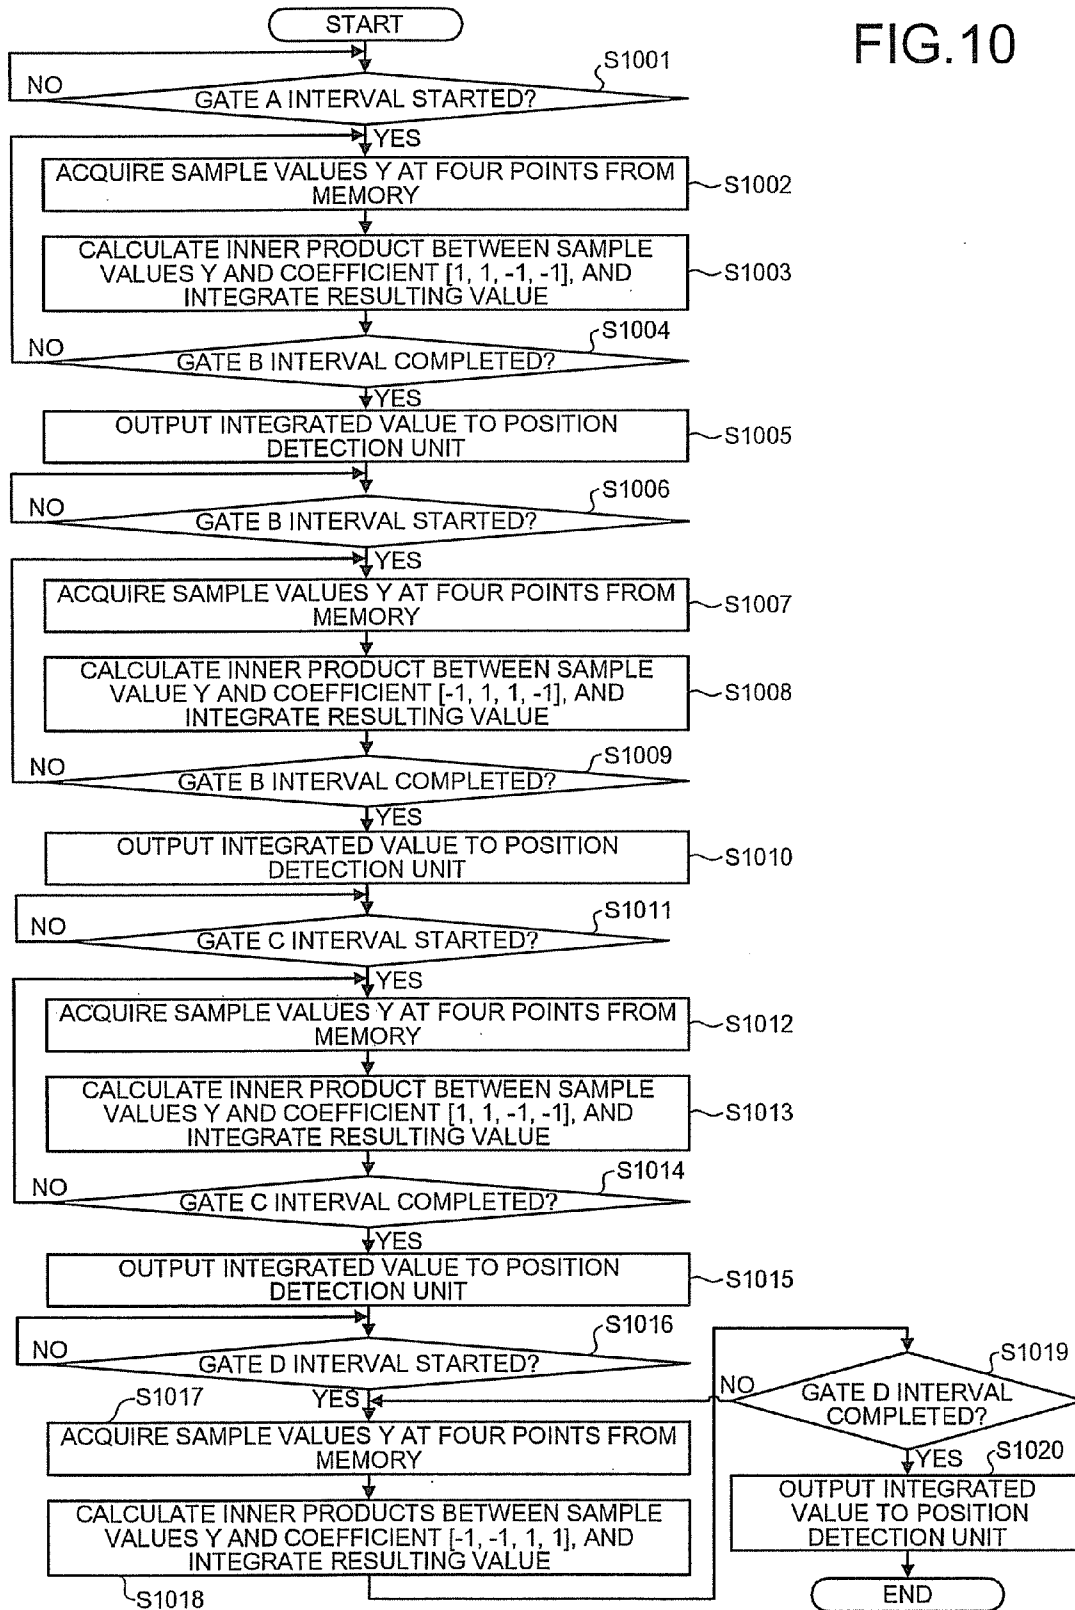 FIG.10
START
S1001
NO
GATE A INTERVAL STARTED?
YES
ACQUIRE SAMPLE VALUES Y AT FOUR POINTS FROM
MEMORY
S1002
CALCULATE INNER PRODUCT BETWEEN SAMPLE
VALUES Y AND COEFFICIENT [1, 1, -1, -1], AND
INTEGRATE RESULTING VALUE
S1003
S1004
NO
GATE B INTERVAL COMPLETED?
YES
OUTPUT INTEGRATED VALUE TO POSITION
DETECTION UNIT
S1005
S1006
NO
GATE B INTERVAL STARTED?
YES
ACQUIRE SAMPLE VALUES Y AT FOUR POINTS FROM
MEMORY
S1007
CALCULATE INNER PRODUCT BETWEEN SAMPLE
VALUE Y AND COEFFICIENT [-1, 1, 1, -1], AND
INTEGRATE RESULTING VALUE
S1008
S1009
NO
GATE B INTERVAL COMPLETED?
YES
OUTPUT INTEGRATED VALUE TO POSITION
DETECTION UNIT
S1010
S1011
NO
GATE C INTERVAL STARTED?
YES
ACQUIRE SAMPLE VALUES Y AT FOUR POINTS FROM
MEMORY
S1012
CALCULATE INNER PRODUCT BETWEEN SAMPLE
VALUES Y AND COEFFICIENT [1, 1, -1, -1], AND
INTEGRATE RESULTING VALUE
S1013
S1014
NO
GATE C INTERVAL COMPLETED?
YES
OUTPUT INTEGRATED VALUE TO POSITION
DETECTION UNIT
S1015
S1016
NO
GATE D INTERVAL STARTED?
YES
S1017
ACQUIRE SAMPLE VALUES Y AT FOUR POINTS FROM
MEMORY
CALCULATE INNER PRODUCTS BETWEEN SAMPLE
VALUES Y AND COEFFICIENT [-1, -1, 1, 1], AND
INTEGRATE RESULTING VALUE
S1018
S1019
NO
GATE D INTERVAL
COMPLETED?
YES
S1020
OUTPUT INTEGRATED
VALUE TO POSITION
DETECTION UNIT
END